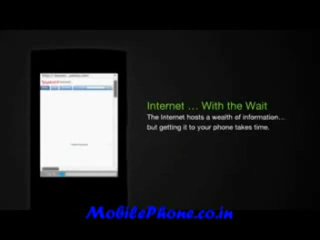 Internet … With the Wait
The Internet hosts a wealth of information…
but getting it to your phone takes time.
MobilePhone.co.in